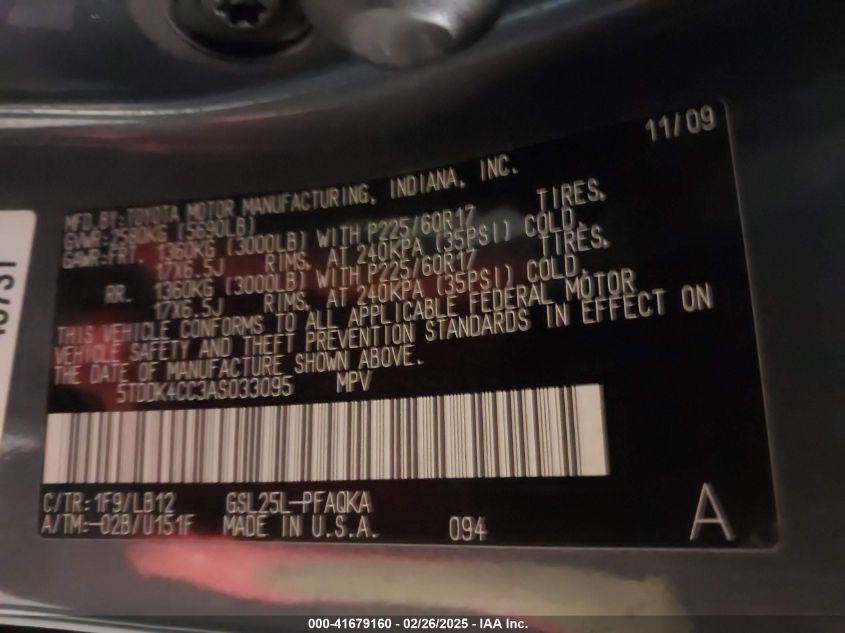 11/09
MFD.BY:TOYOTA MOTOR MANUFACTURING, INDIANA, INC.
GVWR:2580KG (5690LB)
GAWR:FRT. 1360KG (3000LB) WITH P225/60R17 TIRES,
17X6.5J RIMS, AT 240KPA (35PSI) COLD,
RR. 1360KG (3000LB) WITH P225/60R17 TIRES,
17X6.5J RIMS, AT 240KPA (35PSI) COLD,
THIS VEHICLE CONFORMS TO ALL APPLICABLE FEDERAL MOTOR
VEHICLE SAFETY AND THEFT PREVENTION STANDARDS IN EFFECT ON
THE DATE OF MANUFACTURE SHOWN ABOVE.
5TDDK4CC3AS033095 MPV
C/TR:1F9/LB12 GSL25L-PFAQKA
A/TM:-02B/U151F MADE IN U.S.A. 094
A
000-41679160 - 02/26/2025 - IAA Inc.